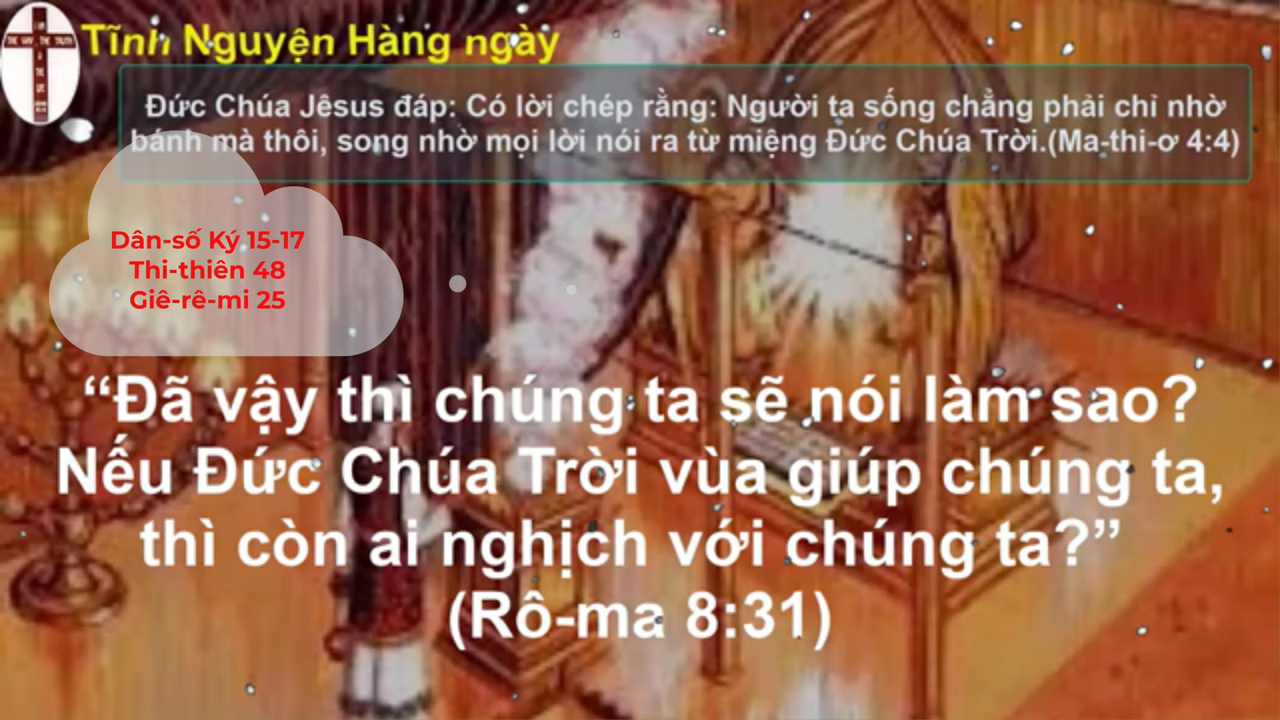 THE WAY, THE TRUTH
Tĩnh Nguyện Hàng ngày
Đức Chúa Jêsus đáp: Có lời chép rằng: Người ta sống chẳng phải chỉ nhờ
bánh mà thôi, song nhờ mọi lời nói ra từ miệng Đức Chúa Trời.(Ma-thi-ơ 4:4)
Dân-số Ký 15-17
Thi-thiên 48
Giê-rê-mi 25
“Đã vậy thì chúng ta sẽ nói làm sao?
Nếu Đức Chúa Trời vùa giúp chúng ta,
thì còn ai nghịch với chúng ta?”
(Rô-ma 8:31)